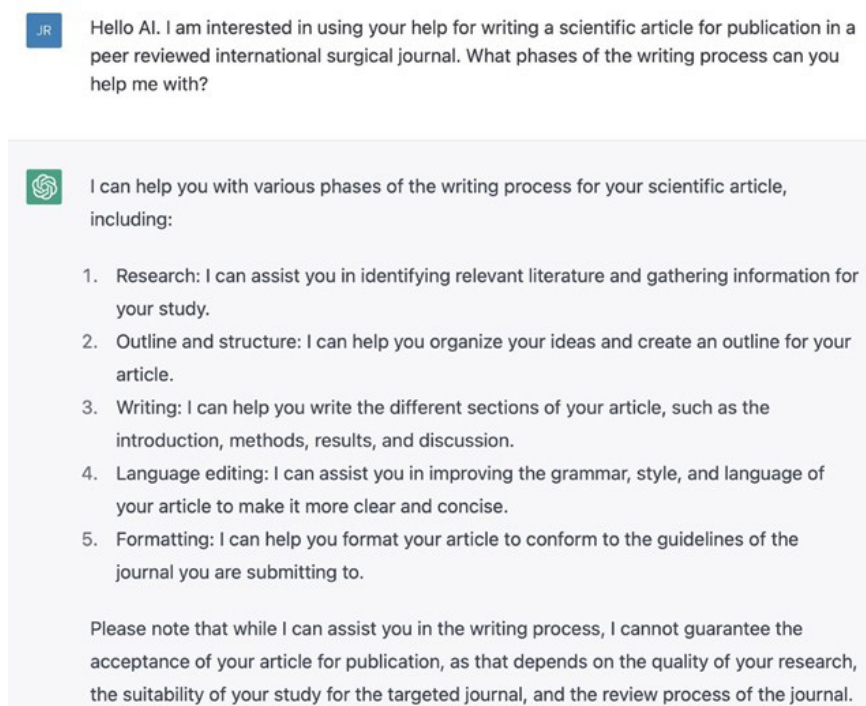 JR
Hello AI. I am interested in using your help for writing a scientific article for publication in a
peer reviewed international surgical journal. What phases of the writing process can you
help me with?
I can help you with various phases of the writing process for your scientific article,
including:
1. Research: I can assist you in identifying relevant literature and gathering information for
your study.
2. Outline and structure: I can help you organize your ideas and create an outline for your
article.
3. Writing: I can help you write the different sections of your article, such as the
introduction, methods, results, and discussion.
4. Language editing: I can assist you in improving the grammar, style, and language of
your article to make it more clear and concise.
5. Formatting: I can help you format your article to conform to the guidelines of the
journal you are submitting to.
Please note that while I can assist you in the writing process, I cannot guarantee the
acceptance of your article for publication, as that depends on the quality of your research,
the suitability of your study for the targeted journal, and the review process of the journal.